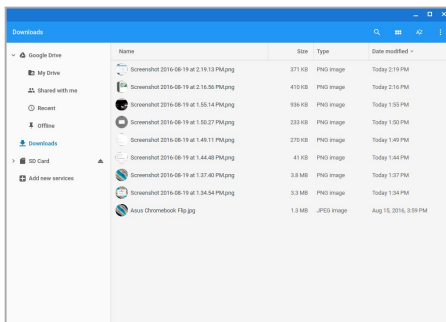 Downloads
AZ
Google Drive
My Drive
Shared with me
Recent
Offline
Downloads
SD Card
Add new services
Name Size Type Date modified
Screenshot 2016-08-19 at 2.19.13 PM.png 371 KB PNG image Today 2:19 PM
Screenshot 2016-08-19 at 2.16.56 PM.png 410 KB PNG image Today 2:16 PM
Screenshot 2016-08-19 at 1.55.14 PM.png 936 KB PNG image Today 1:55 PM
Screenshot 2016-08-19 at 1.50.27 PM.png 233 KB PNG image Today 1:50 PM
Screenshot 2016-08-19 at 1.49.11 PM.png 270 KB PNG image Today 1:49 PM
Screenshot 2016-08-19 at 1.44.48 PM.png 41 KB PNG image Today 1:44 PM
Screenshot 2016-08-19 at 1.37.40 PM.png 3.8 MB PNG image Today 1:37 PM
Screenshot 2016-08-19 at 1.34.54 PM.png 3.3 MB PNG image Today 1:34 PM
Asus Chromebook Flip.jpg 1.3 MB JPEG image Aug 15, 2016, 3:59 PM